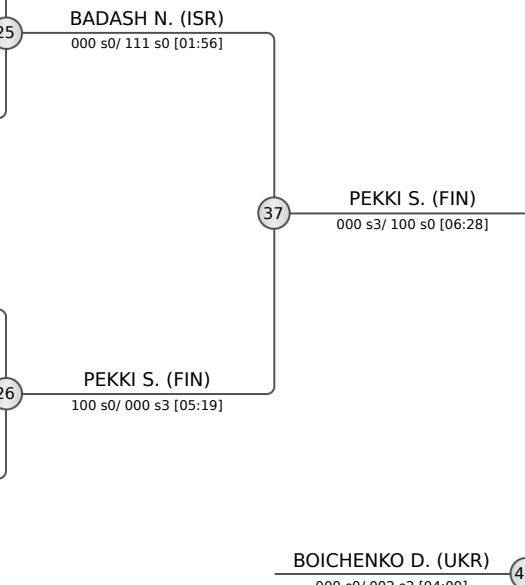 BADASH N. (ISR)
25
000 s0/ 111 s0 [01:56]
PEKKI S. (FIN)
37
000 s3/ 100 s0 [06:28]
PEKKI S. (FIN)
26
100 s0/ 000 s3 [05:19]
BOICHENKO D. (UKR)